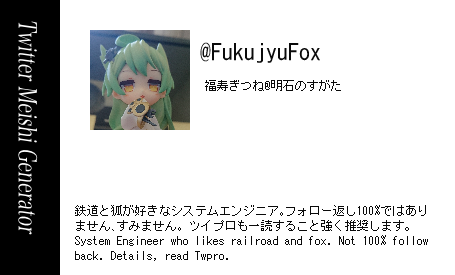 Twitter Meishi Generator
@FukujyuFox
福寿ぎつね@明石のすがた
鉄道と狐が好きなシステムエンジニア｡フォロー返し100%ではあり
ません､すみません。ツイプロも一読すること強く推奨します。
System Engineer who likes railroad and fox. Not 100% follow
back. Details, read Twpro.